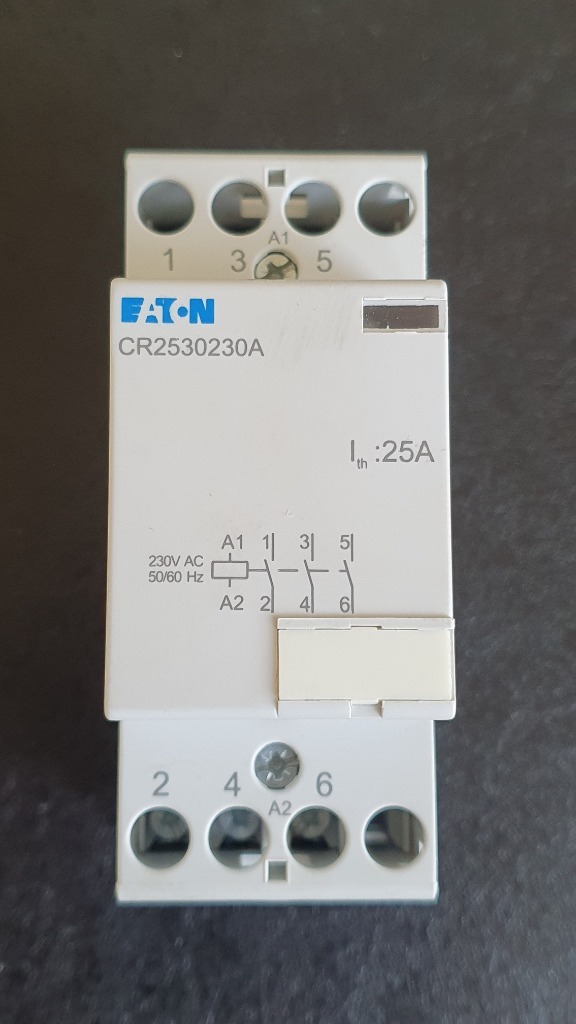 1 3 A1 5
EATON
CR2530230A
Ith :25A
A1 1 3 5
230V AC
50/60 Hz
A2 2 4 6
2 4 A2 6